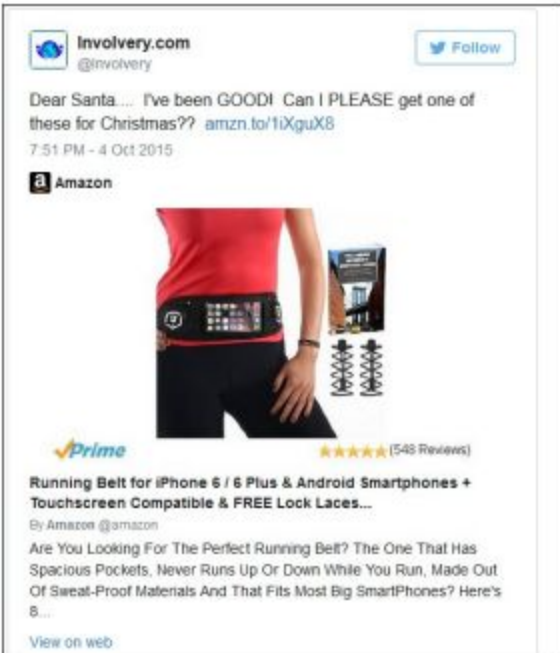 Involvery.com
Follow
@Involvery
Dear Santa.... I've been GOOD! Can I PLEASE get one of
these for Christmas?? amzn.to/1iXguX8
7:51 PM - 4 Oct 2015
a Amazon
Prime
(548 Reviews)
Running Belt for iPhone 6 / 6 Plus & Android Smartphones +
Touchscreen Compatible & FREE Lock Laces...
By Amazon @amazon
Are You Looking For The Perfect Running Belt? The One That Has
Spacious Pockets, Never Runs Up Or Down While You Run, Made Out
Of Sweat-Proof Materials And That Fits Most Big SmartPhones? Here's
8...
View on web